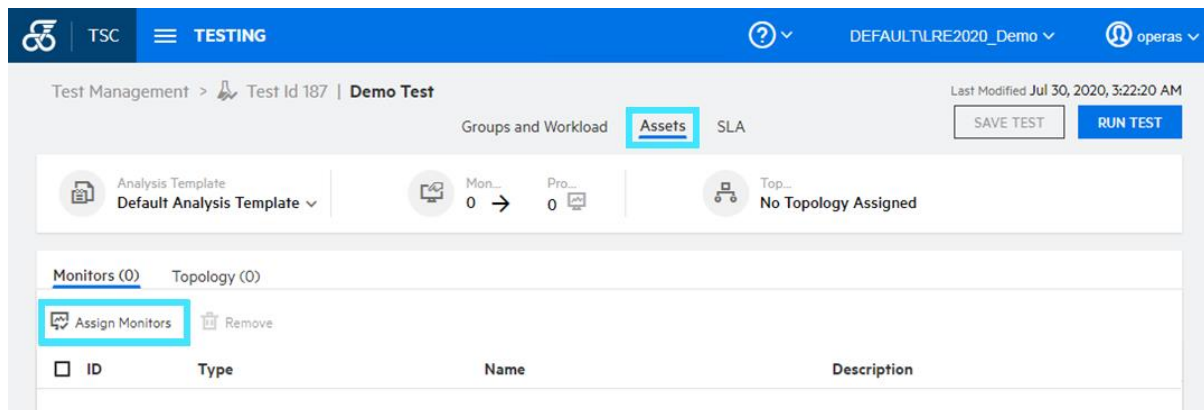 TSC TESTING DEFAULT\LRE2020_Demo operas
Test Management > Test Id 187 | Demo Test
Last Modified Jul 30, 2020, 3:22:20 AM
Groups and Workload Assets SLA
SAVE TEST RUN TEST
Analysis Template
Default Analysis Template
Mon... Pro...
0 → 0
Top...
No Topology Assigned
Monitors (0) Topology (0)
Assign Monitors Remove
ID Type Name Description